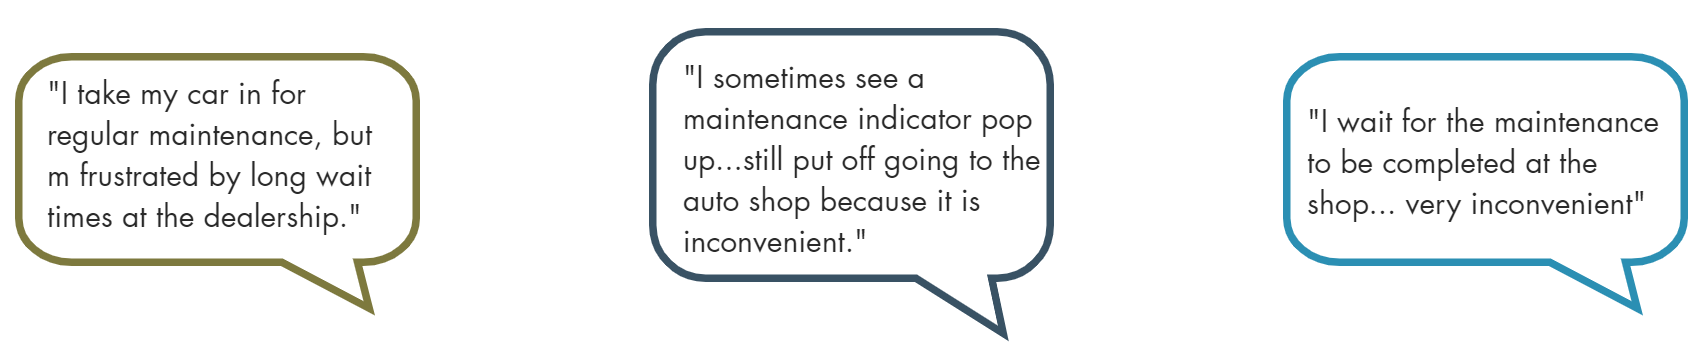 "I take my car in for
regular maintenance, but
m frustrated by long wait
times at the dealership."
"I sometimes see a
maintenance indicator pop
up...still put off going to the
auto shop because it is
inconvenient."
"I wait for the maintenance
to be completed at the
shop... very inconvenient"